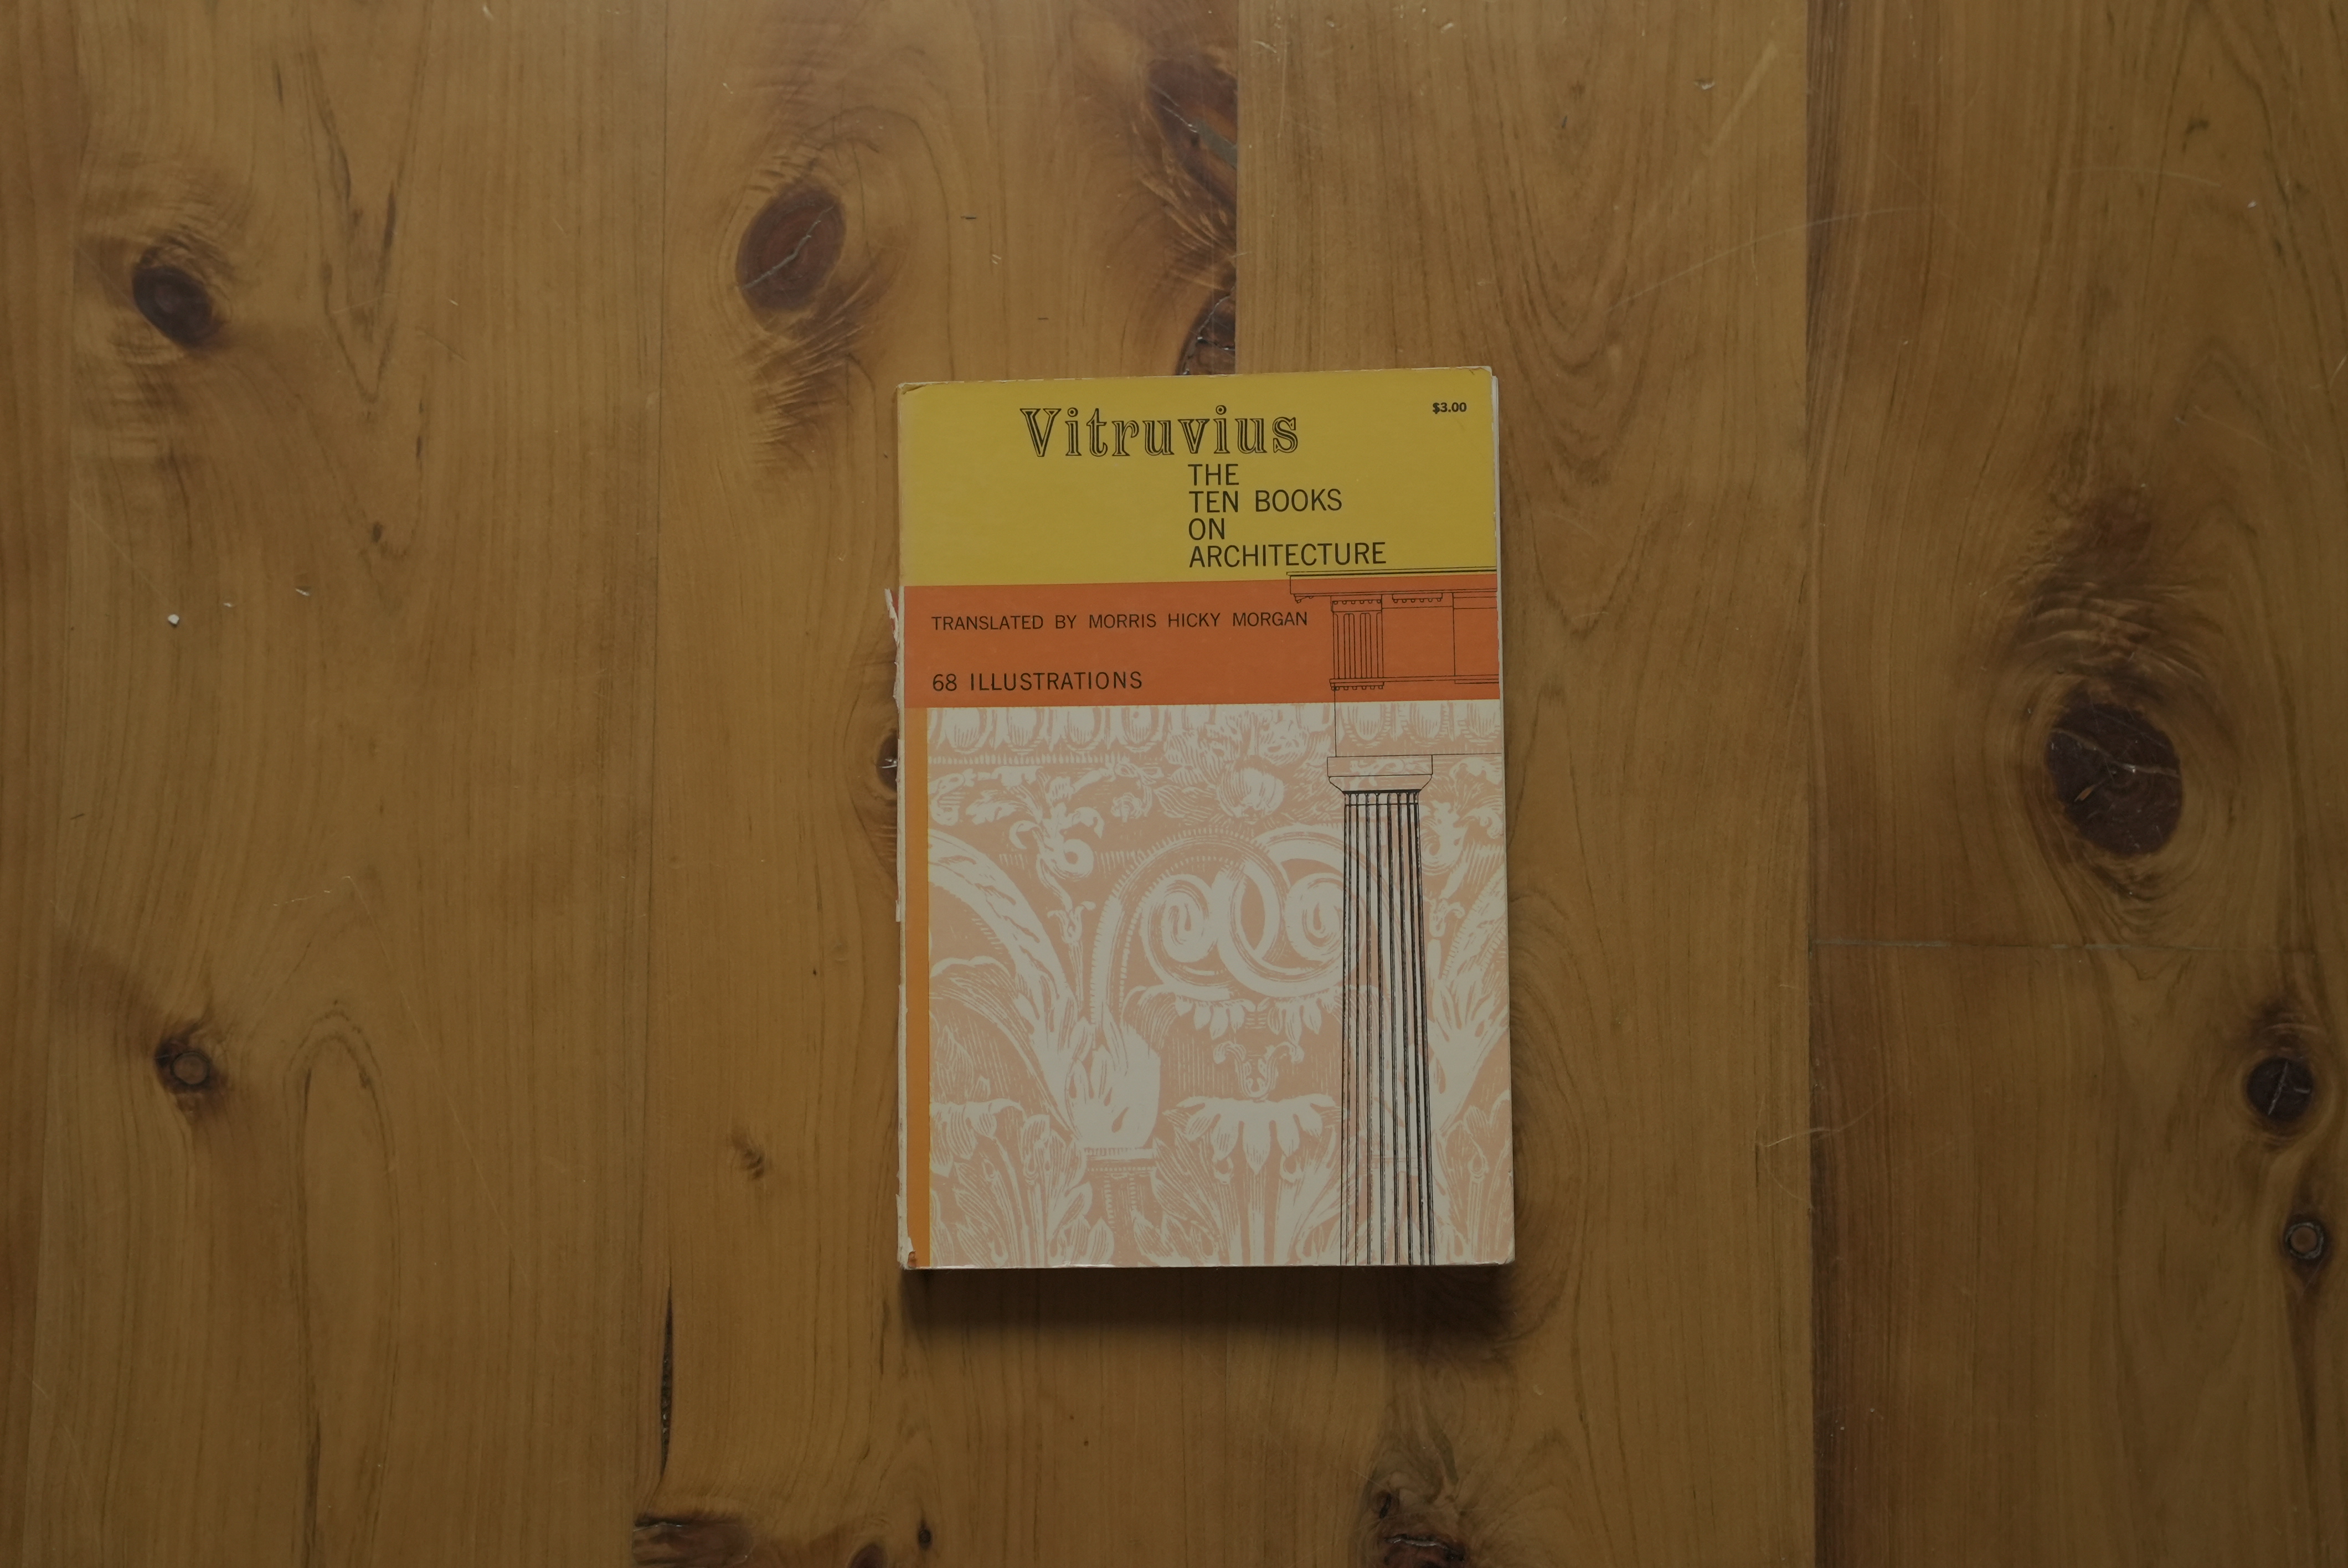 Vitruvius
$3.00
THE
TEN BOOKS
ON
ARCHITECTURE
TRANSLATED BY MORRIS HICKY MORGAN
68 ILLUSTRATIONS